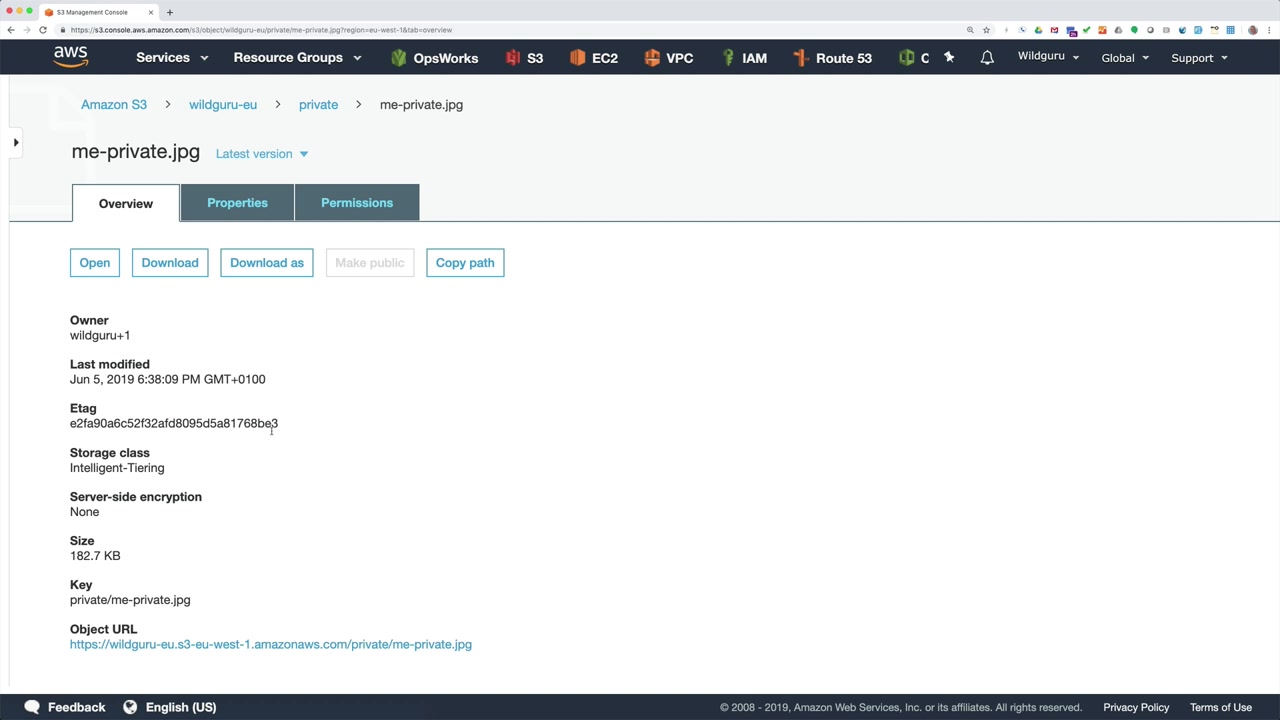 S3 Management Console
https://s3.console.aws.amazon.com/s3/object/wildguru-eu/private/me-private.jpg?region=eu-west-1&tab=overview
aws Services Resource Groups OpsWorks S3 EC2 VPC IAM Route 53 C Wildguru Global Support
Amazon S3 > wildguru-eu > private > me-private.jpg
me-private.jpg Latest version
Overview Properties Permissions
Open Download Download as Make public Copy path
Owner
wildguru+1
Last modified
Jun 5, 2019 6:38:09 PM GMT+0100
Etag
e2fa90a6c52f32afd8095d5a81768be3
Storage class
Intelligent-Tiering
Server-side encryption
None
Size
182.7 KB
Key
private/me-private.jpg
Object URL
https://wildguru-eu.s3-eu-west-1.amazonaws.com/private/me-private.jpg
Feedback English (US) © 2008 - 2019, Amazon Web Services, Inc. or its affiliates. All rights reserved. Privacy Policy Terms of Use